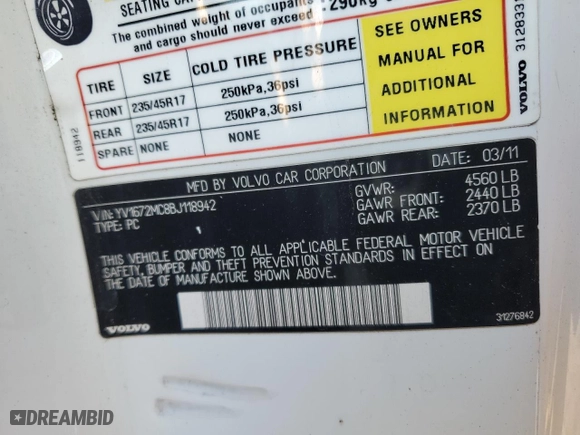 SEATING
The combined weight of occupants
and cargo should never exceed
TIRE SIZE COLD TIRE PRESSURE
FRONT 235/45R17 250kPa,36psi
REAR 235/45R17 250kPa,36psi
SPARE NONE NONE
SEE OWNERS
MANUAL FOR
ADDITIONAL
INFORMATION
118942
VOLVO
MFD BY VOLVO CAR CORPORATION DATE: 03/11
VIN: YV1672MC8BJ118942
TYPE: PC
GVWR: 4560 LB
GAWR FRONT: 2440 LB
GAWR REAR: 2370 LB
THIS VEHICLE CONFORMS TO ALL APPLICABLE FEDERAL MOTOR VEHICLE
SAFETY, BUMPER AND THEFT PREVENTION STANDARDS IN EFFECT ON
THE DATE OF MANUFACTURE SHOWN ABOVE.
VOLVO
31276842
DREAMBID